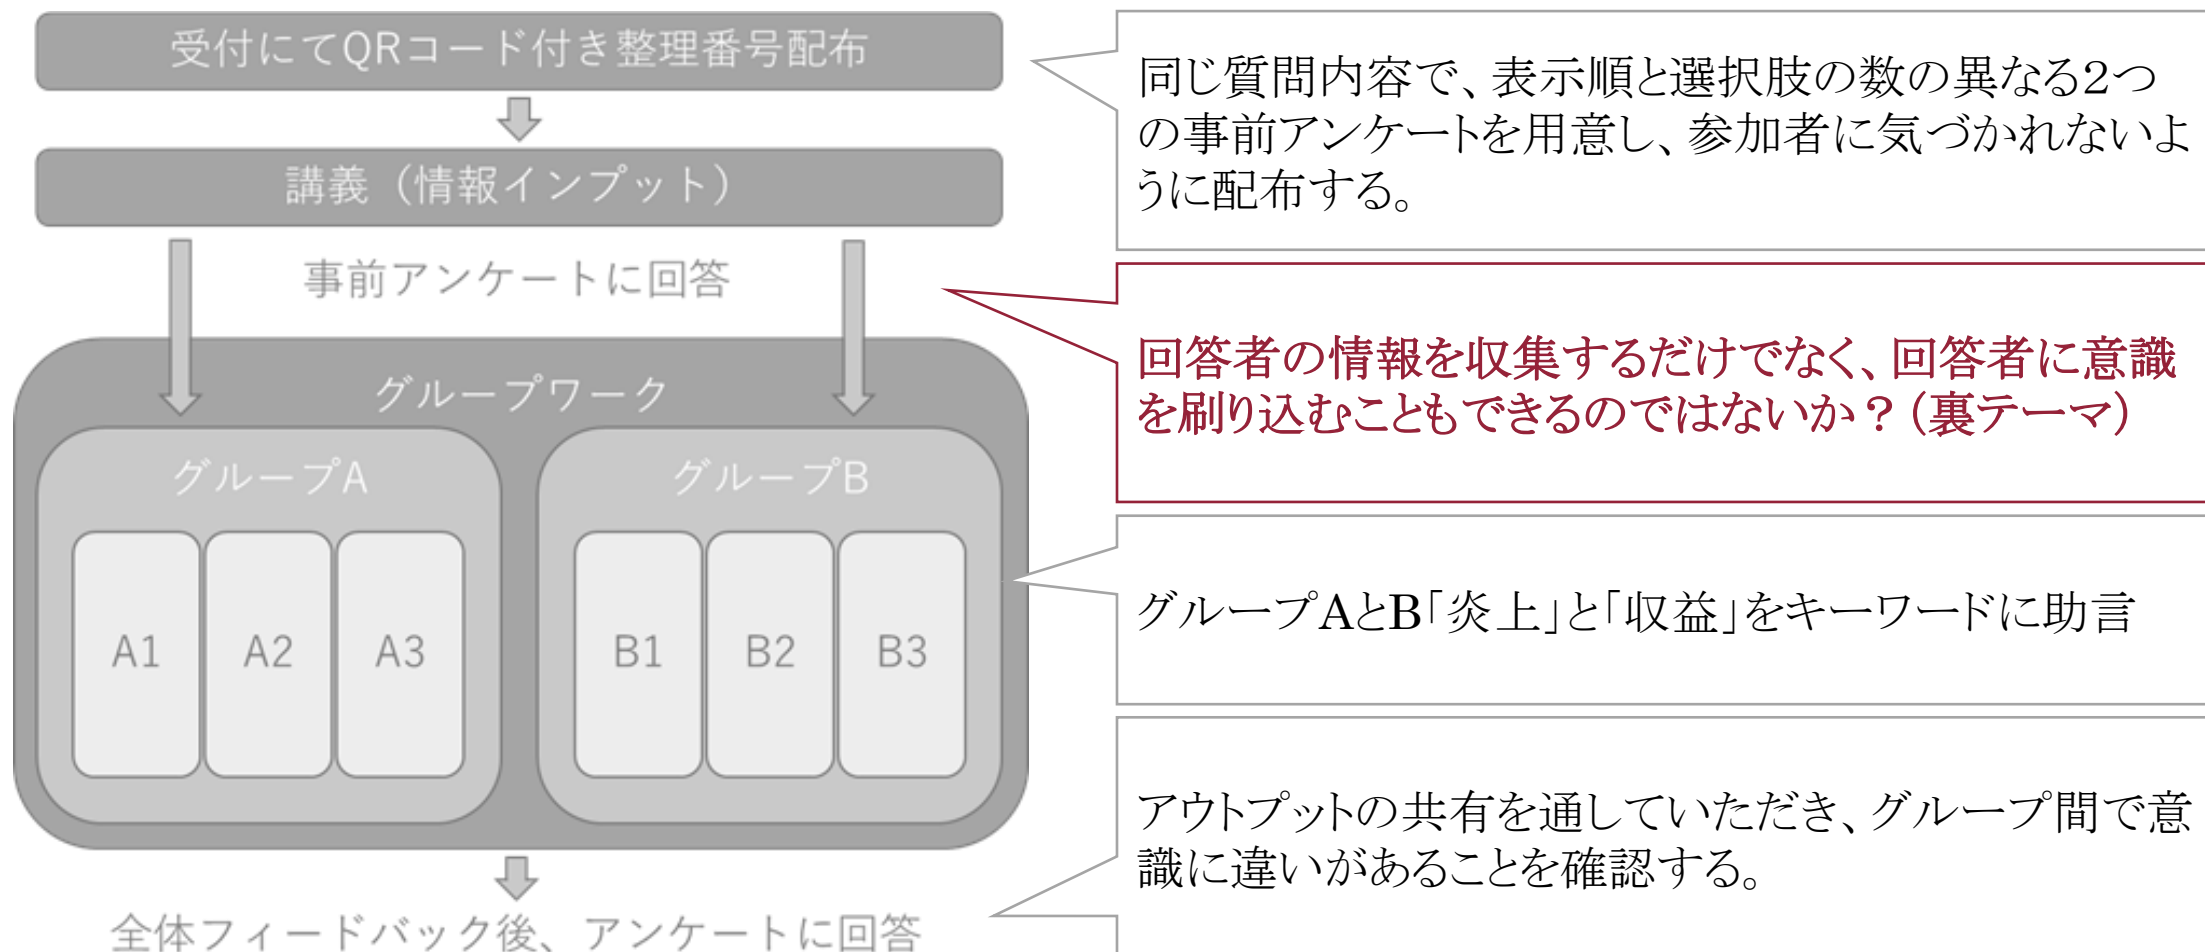 受付にてQRコード付き整理番号配布
同じ質問内容で、表示順と選択肢の数の異なる2つ
の事前アンケートを用意し、参加者に気づかれないよ
うに配布する。
講義（情報インプット）
事前アンケートに回答
回答者の情報を収集するだけでなく、回答者に意識
を刷り込むこともできるのではないか？（裏テーマ）
グループワーク
グループA
グループB
A1
A2
A3
B1
B2
B3
グループAとB「炎上」と「収益」をキーワードに助言
アウトプットの共有を通していただき、グループ間で意
識に違いがあることを確認する。
全体フィードバック後、アンケートに回答